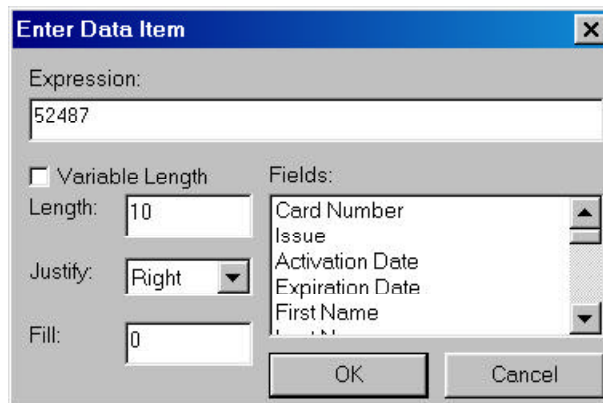 Enter Data Item
Expression:
52487
Variable Length
Length: 10
Justify: Right
Fill: 0
Fields:
Card Number
Issue
Activation Date
Expiration Date
First Name
OK
Cancel